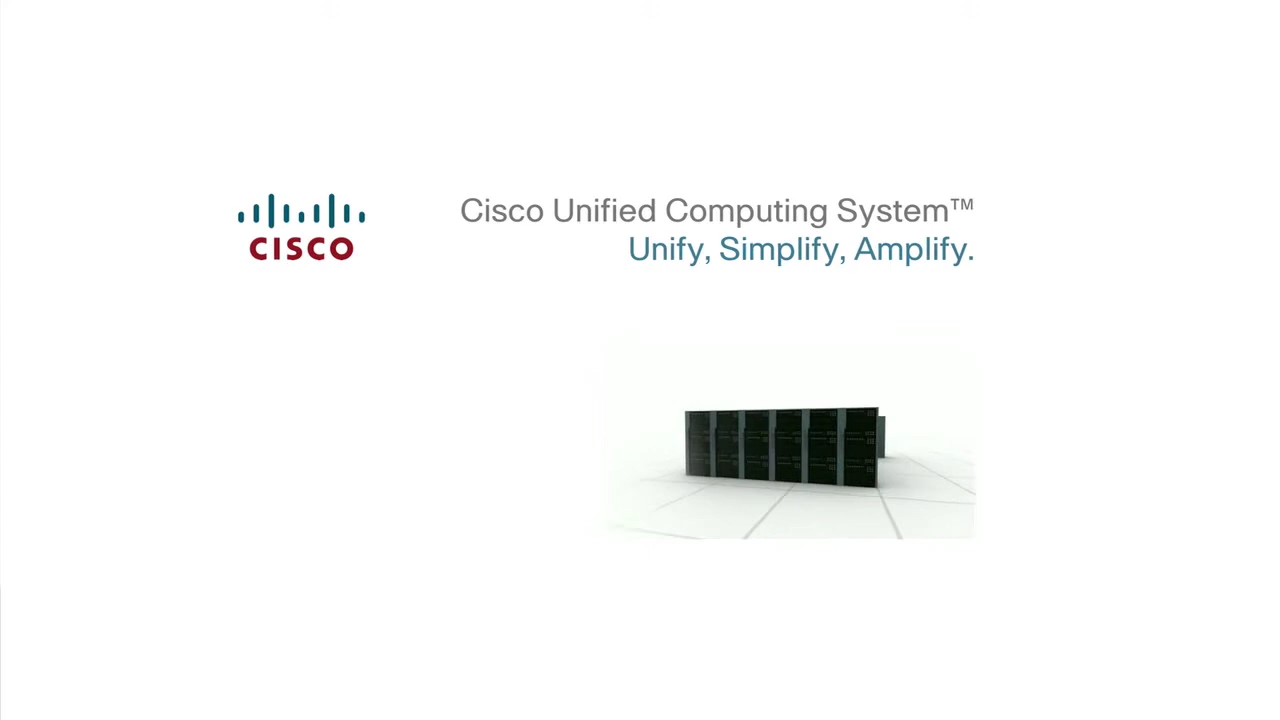 CISCO
Cisco Unified Computing System™
Unify, Simplify, Amplify.